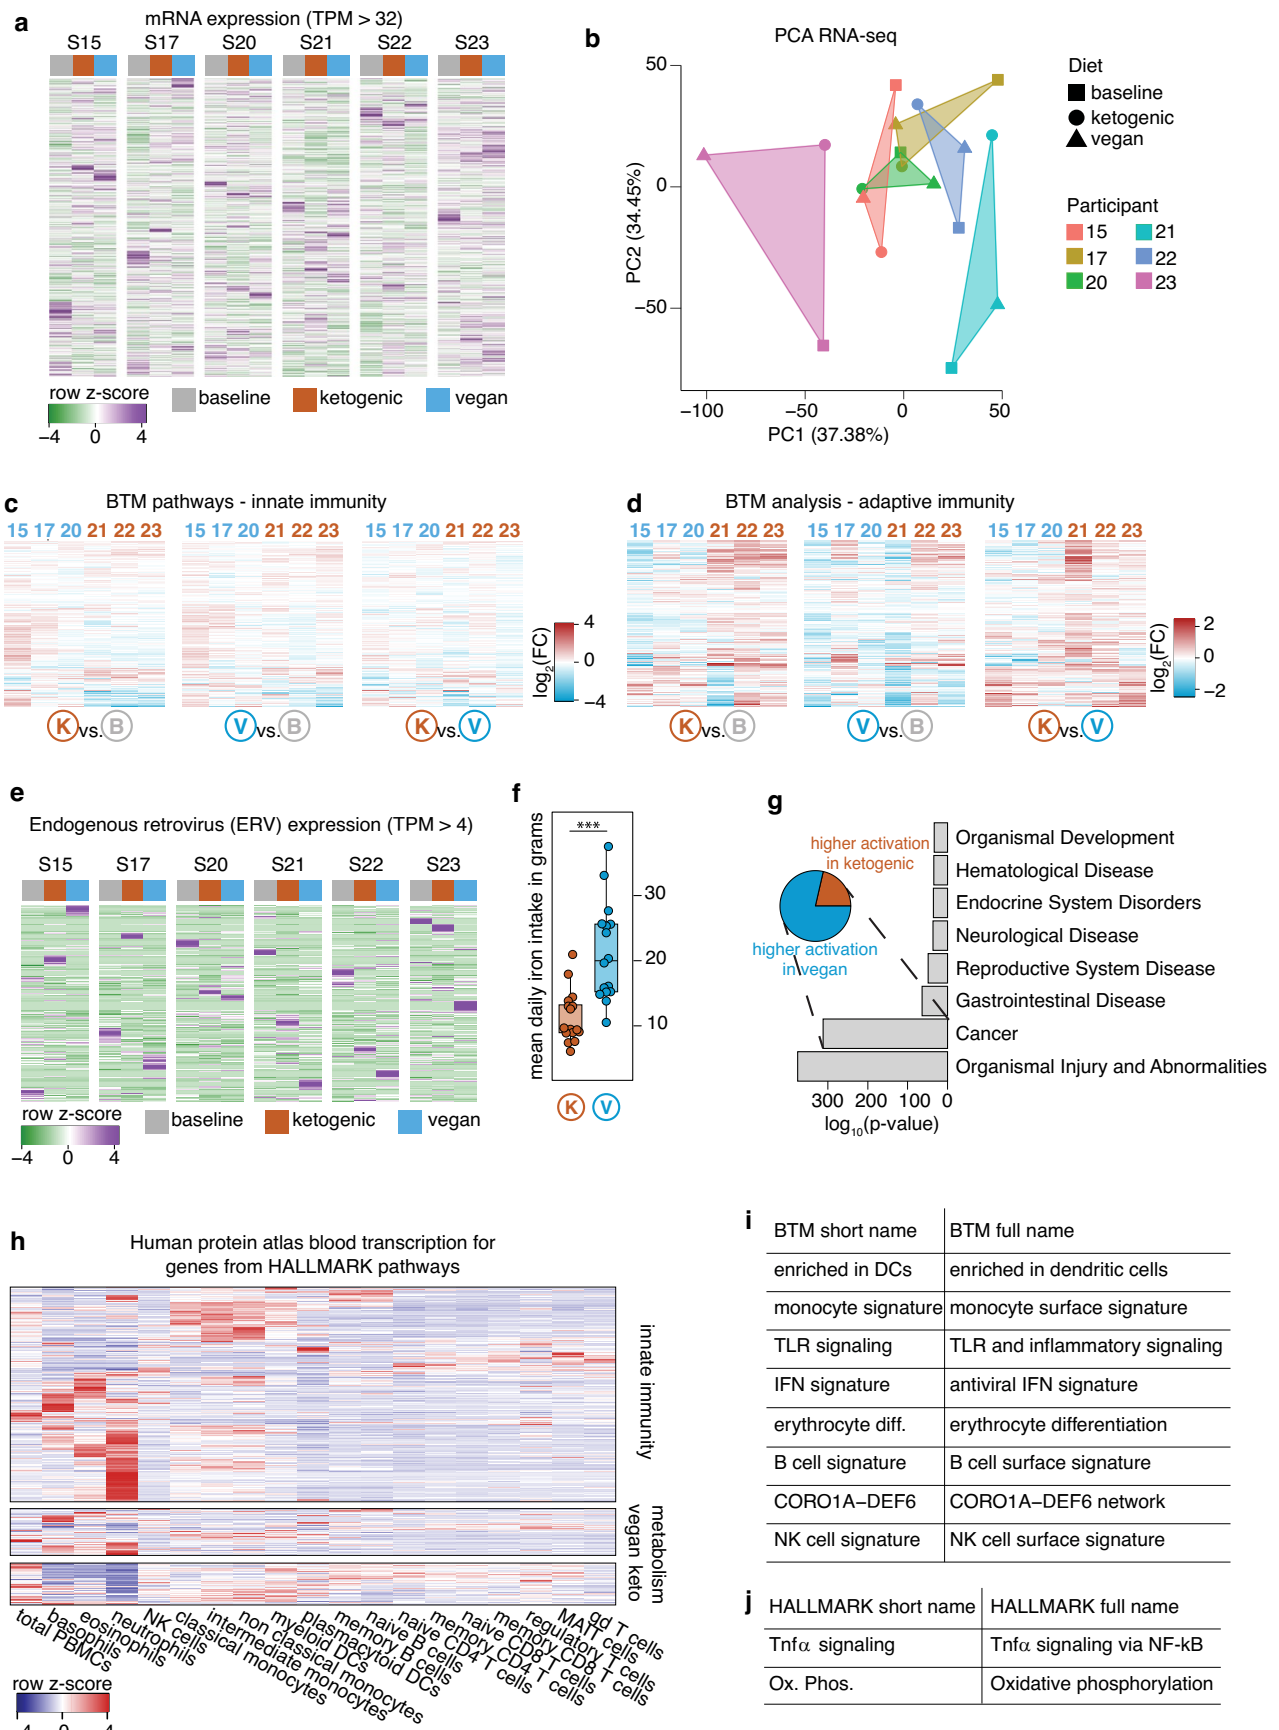 a
mRNA expression (TPM > 32)
S15 S17 S20 S21 S22 S23
row z-score
−4 0 4
baseline ketogenic vegan
b
PCA RNA-seq
50
0
−50
PC2 (34.45%)
−100 −50 0 50
PC1 (37.38%)
Diet
baseline
ketogenic
vegan
Participant
15 21
17 22
20 23
c
BTM pathways - innate immunity
15 17 20 21 22 23 15 17 20 21 22 23 15 17 20 21 22 23
K vs. B V vs. B K vs. V
log2(FC)
4
0
−4
d
BTM analysis - adaptive immunity
15 17 20 21 22 23 15 17 20 21 22 23 15 17 20 21 22 23
K vs. B V vs. B K vs. V
log2(FC)
2
0
−2
e
Endogenous retrovirus (ERV) expression (TPM > 4)
S15 S17 S20 S21 S22 S23
row z-score
−4 0 4
baseline ketogenic vegan
f
mean daily iron intake in grams
***
30
20
10
K V
g
higher activation
in ketogenic
higher activation
in vegan
Organismal Development
Hematological Disease
Endocrine System Disorders
Neurological Disease
Reproductive System Disease
Gastrointestinal Disease
Cancer
Organismal Injury and Abnormalities
300 200 100 0
log10(p-value)
h
Human protein atlas blood transcription for
genes from HALLMARK pathways
innate immunity
metabolism
vegan keto
total PBMCs
basophils
eosinophils
neutrophils
NK cells
classical monocytes
intermediate monocytes
non classical monocytes
myeloid DCs
plasmacytoid DCs
memory B cells
naive B cells
naive CD4 T cells
memory CD4 T cells
naive CD8 T cells
memory CD8 T cells
regulatory T cells
MAIT cells
gd T cells
row z-score
i
BTM short name BTM full name
enriched in DCs enriched in dendritic cells
monocyte signature monocyte surface signature
TLR signaling TLR and inflammatory signaling
IFN signature antiviral IFN signature
erythrocyte diff. erythrocyte differentiation
B cell signature B cell surface signature
CORO1A−DEF6 CORO1A−DEF6 network
NK cell signature NK cell surface signature
j
HALLMARK short name HALLMARK full name
Tnfα signaling Tnfα signaling via NF-kB
Ox. Phos. Oxidative phosphorylation